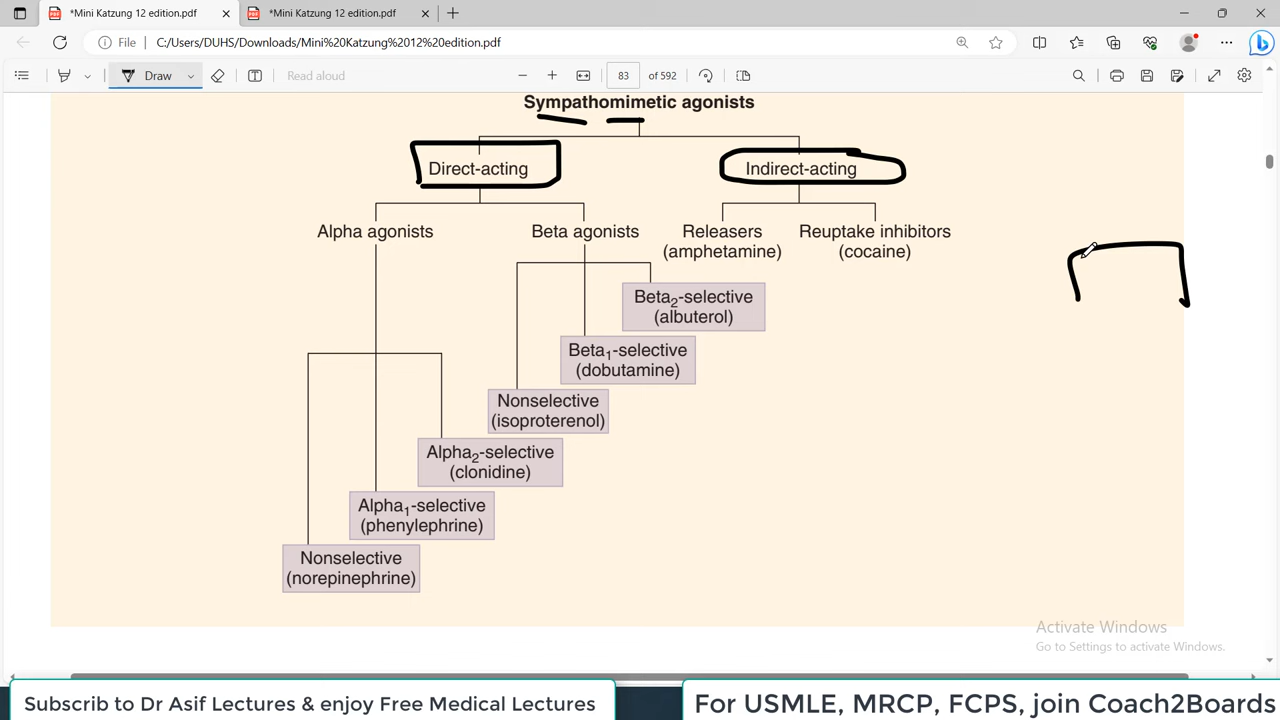 *Mini Katzung 12 edition.pdf
*Mini Katzung 12 edition.pdf
File
C:/Users/DUHS/Downloads/Mini%20Katzung%2012%20edition.pdf
Draw
Read aloud
83 of 592
Sympathomimetic agonists
Direct-acting
Indirect-acting
Alpha agonists
Beta agonists
Releasers
(amphetamine)
Reuptake inhibitors
(cocaine)
Beta2-selective
(albuterol)
Beta1-selective
(dobutamine)
Nonselective
(isoproterenol)
Alpha2-selective
(clonidine)
Alpha1-selective
(phenylephrine)
Nonselective
(norepinephrine)
Activate Windows
Go to Settings to activate Windows.
Subscrib to Dr Asif Lectures & enjoy Free Medical Lectures
For USMLE, MRCP, FCPS, join Coach2Boards